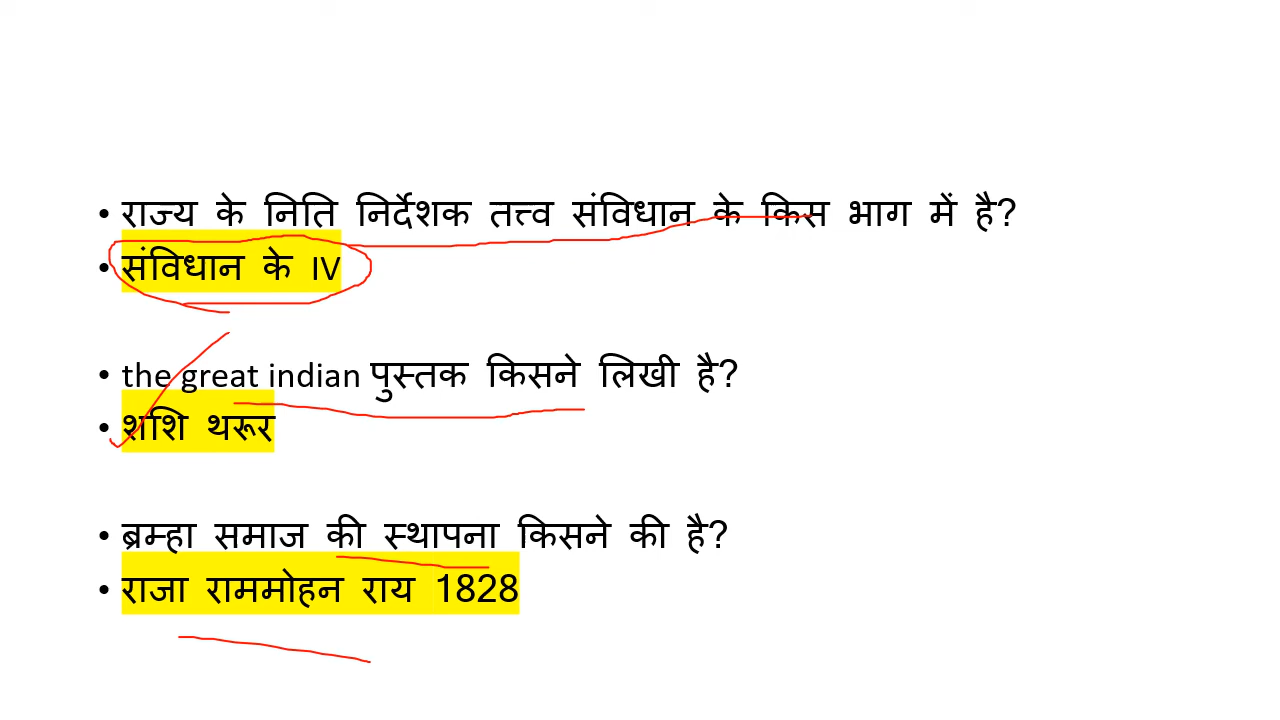 • राज्य के निति निर्देशक तत्त्व संविधान के किस भाग में है?
• संविधान के IV
• the great indian पुस्तक किसने लिखी है?
• शशि थरूर
• ब्रम्हा समाज की स्थापना किसने की है?
• राजा राममोहन राय 1828